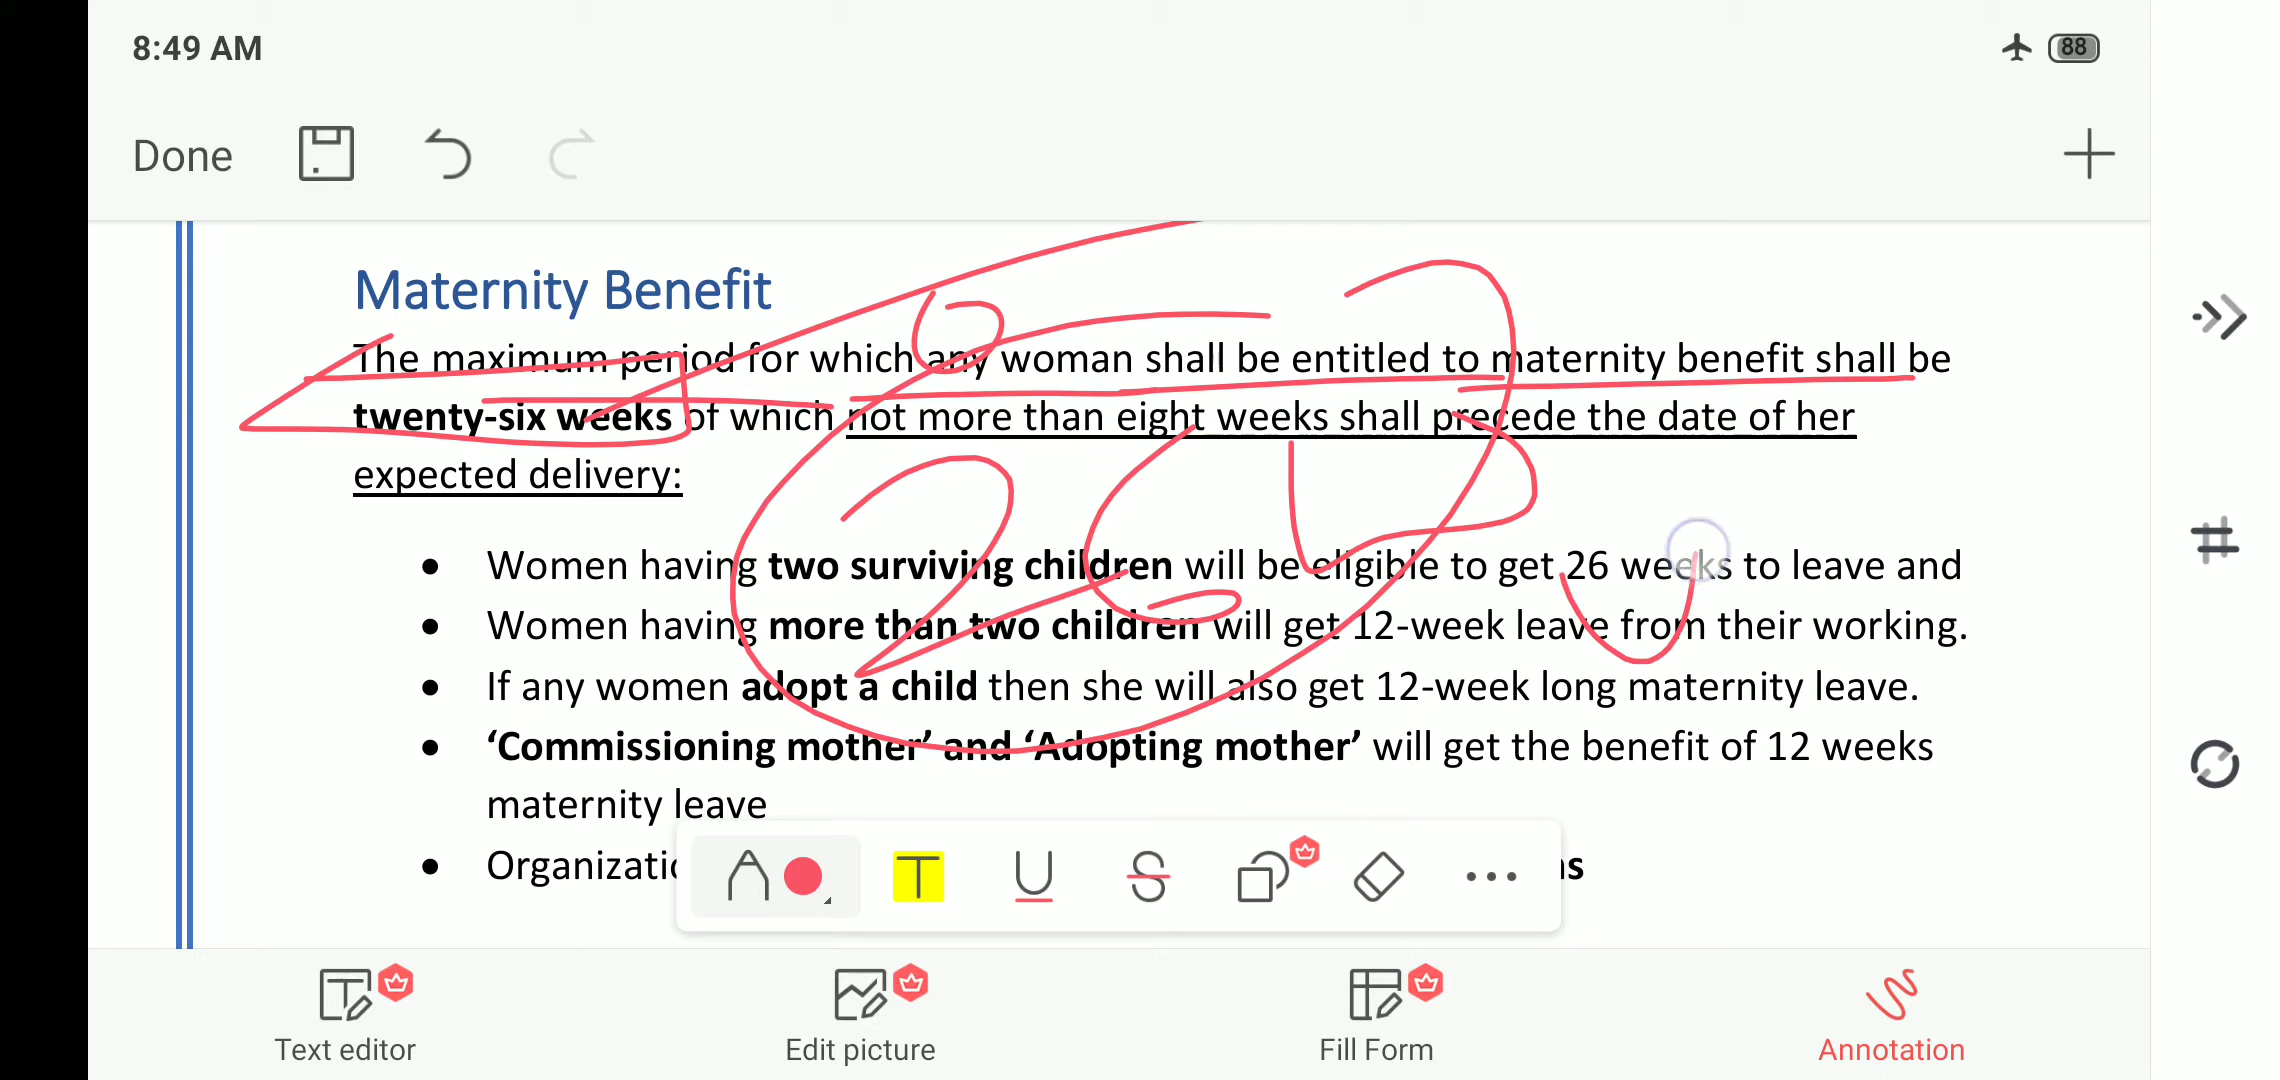 8:49 AM
88
Done
Maternity Benefit
The maximum period for which any woman shall be entitled to maternity benefit shall be
twenty-six weeks of which not more than eight weeks shall precede the date of her
expected delivery:
• Women having two surviving children will be eligible to get 26 weeks to leave and
• Women having more than two children will get 12-week leave from their working.
• If any women adopt a child then she will also get 12-week long maternity leave.
• ‘Commissioning mother’ and ‘Adopting mother’ will get the benefit of 12 weeks
maternity leave
26 W
Text editor
Edit picture
Fill Form
Annotation